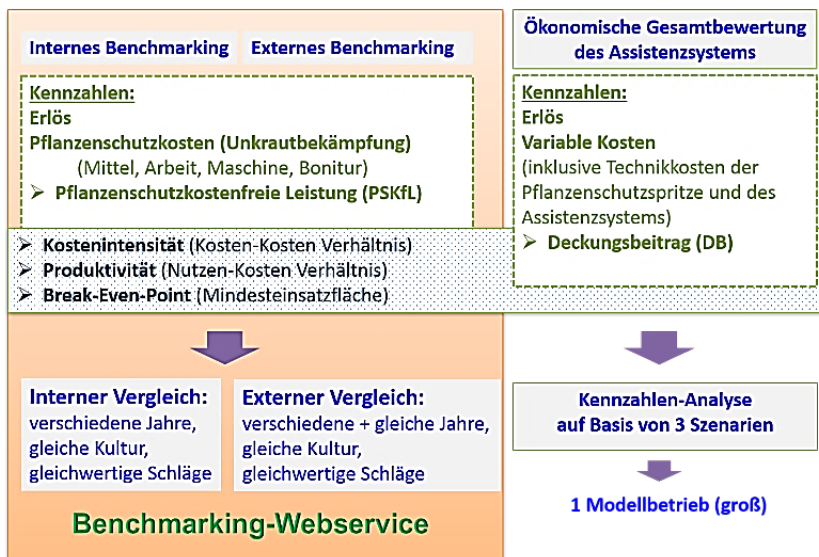 Internes Benchmarking
Externes Benchmarking
Kennzahlen:
Erlös
Pflanzenschutzkosten (Unkrautbekämpfung)
(Mittel, Arbeit, Maschine, Bonitur)
➢ Pflanzenschutzkostenfreie Leistung (PSKfL)
➢ Kostenintensität (Kosten-Kosten Verhältnis)
➢ Produktivität (Nutzen-Kosten Verhältnis)
➢ Break-Even-Point (Mindesteinsatzfläche)
Interner Vergleich:
verschiedene Jahre,
gleiche Kultur,
gleichwertige Schläge
Externer Vergleich:
verschiedene + gleiche Jahre,
gleiche Kultur,
gleichwertige Schläge
Benchmarking-Webservice
Ökonomische Gesamtbewertung
des Assistenzsystems
Kennzahlen:
Erlös
Variable Kosten
(inklusive Technikkosten der
Pflanzenschutzspritze und des
Assistenzsystems)
➢ Deckungsbeitrag (DB)
Kennzahlen-Analyse
auf Basis von 3 Szenarien
1 Modellbetrieb (groß)